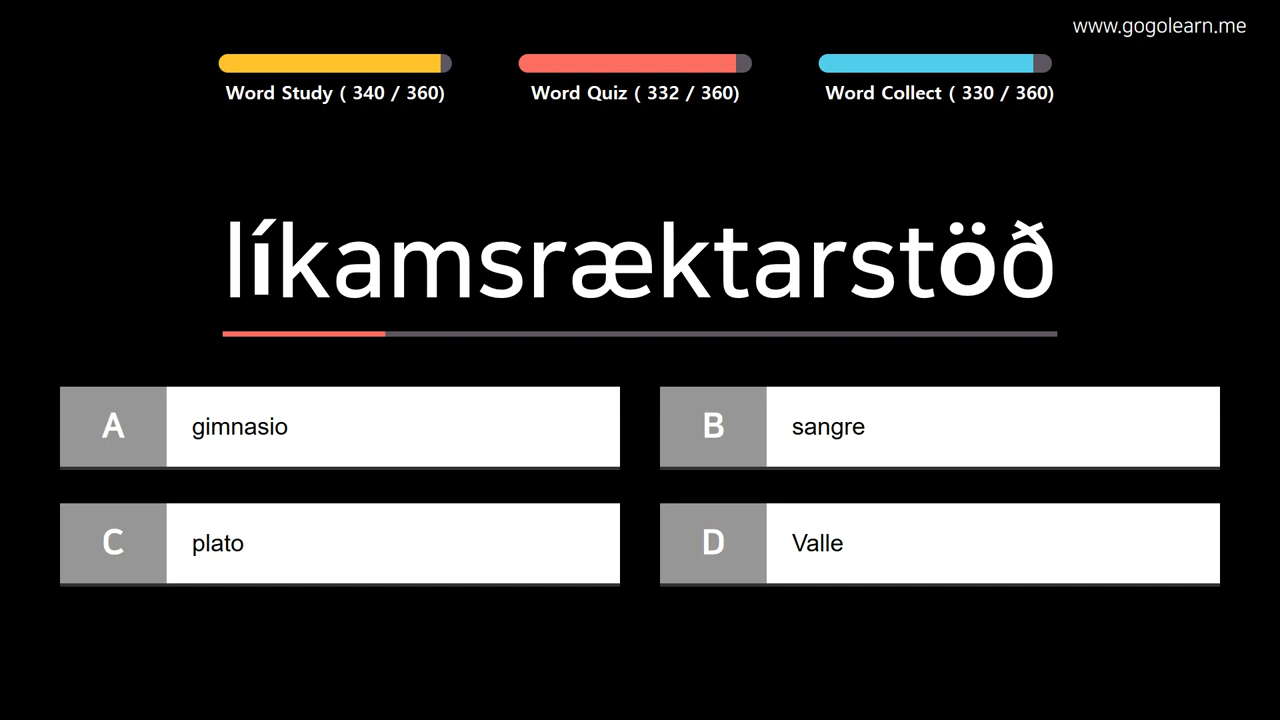 www.gogolearn.me
Word Study ( 340 / 360)
Word Quiz ( 332 / 360)
Word Collect ( 330 / 360)
líkamsræktarstöð
A gimnasio
B sangre
C plato
D Valle